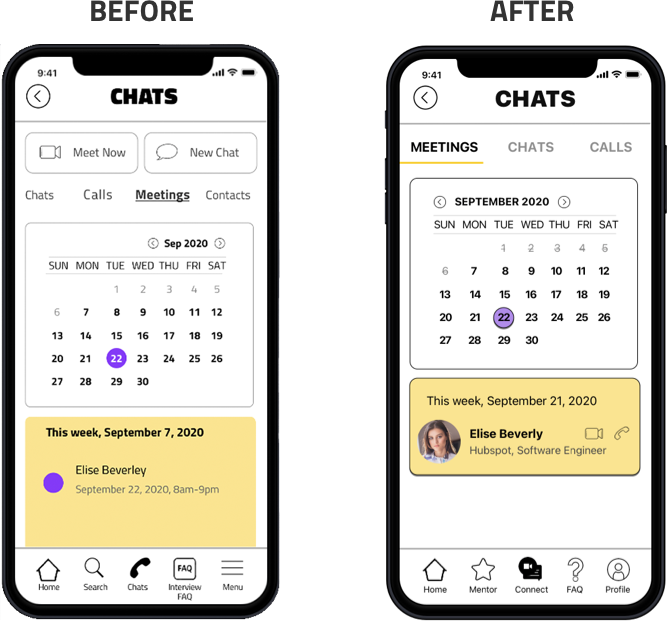 BEFORE
9:41
CHATS
Meet Now
New Chat
Chats Calls Meetings Contacts
Sep 2020
SUN MON TUE WED THU FRI SAT
1 2 3 4 5
6 7 8 9 10 11 12
13 14 15 16 17 18 19
20 21 22 23 24 25 26
27 28 29 30
This week, September 7, 2020
Elise Beverley
September 22, 2020, 8am-9pm
FAQ
Home Search Chats Interview FAQ Menu
AFTER
9:41
CHATS
MEETINGS CHATS CALLS
SEPTEMBER 2020
SUN MON TUE WED THU FRI SAT
1 2 3 4 5
6 7 8 9 10 11 12
13 14 15 16 17 18 19
20 21 22 23 24 25 26
27 28 29 30
This week, September 21, 2020
Elise Beverly
Hubspot, Software Engineer
Home Mentor Connect FAQ Profile